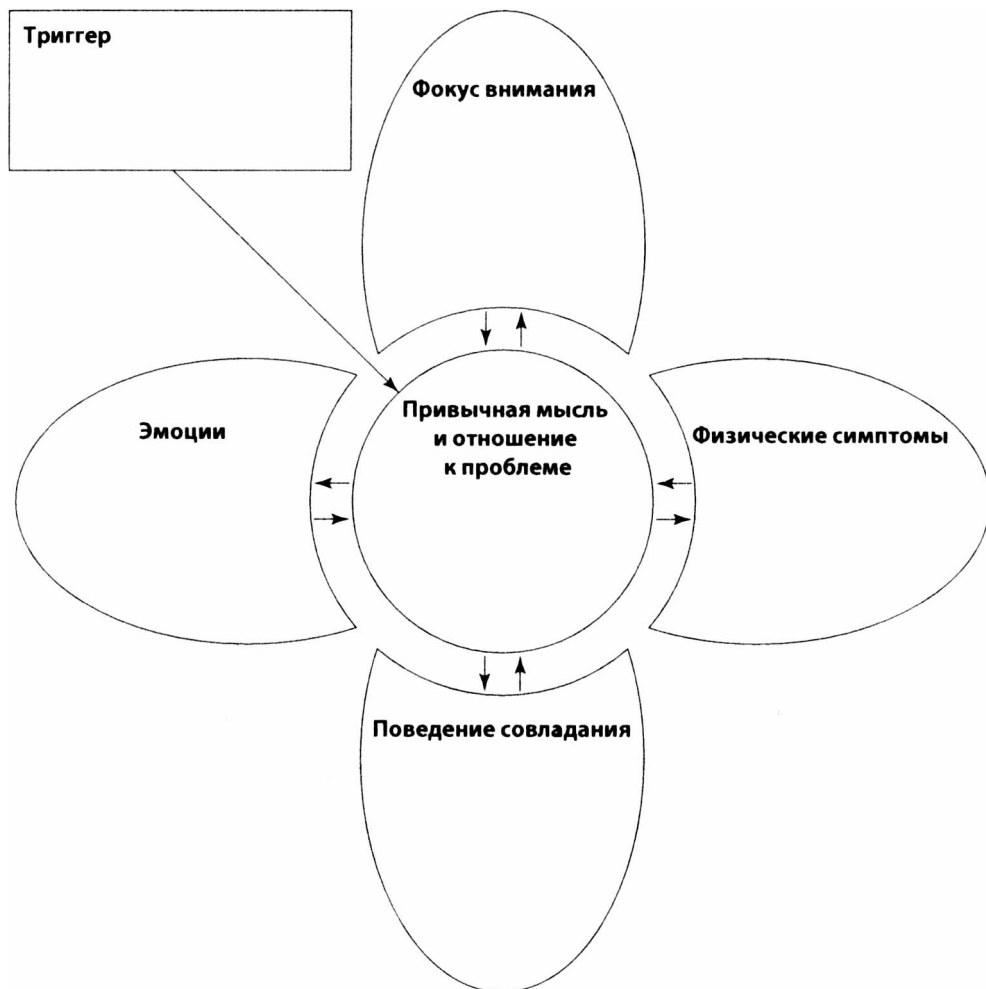 Триггер
Фокус внимания
Эмоции
Привычная мысль
и отношение
к проблеме
Физические симптомы
Поведение совладания